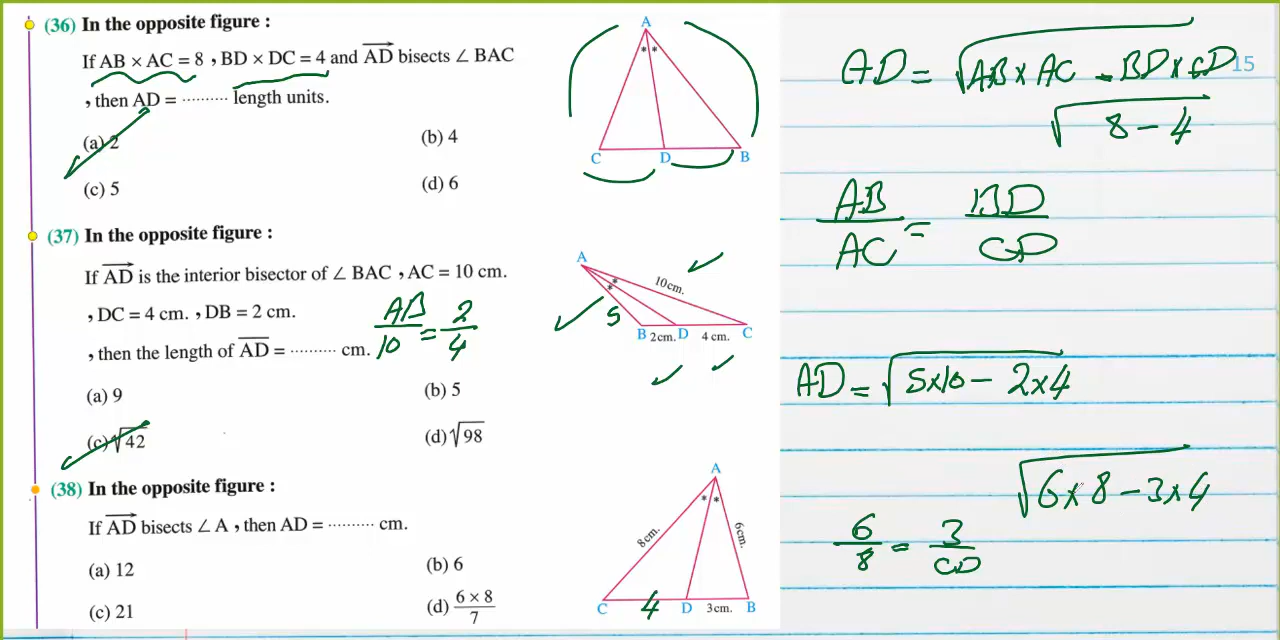 (36) In the opposite figure :
If AB × AC = 8 , BD × DC = 4 and AD bisects ∠ BAC
, then AD = ·········· length units.
(a) 2
(b) 4
(c) 5
(d) 6
A
C
D
B
(37) In the opposite figure :
If AD is the interior bisector of ∠ BAC , AC = 10 cm.
, DC = 4 cm. , DB = 2 cm.
, then the length of AD = ·········· cm.
(a) 9
(b) 5
(c) √42
(d) √98
AB/10 = 2/4
A
10cm.
5
B 2cm. D 4 cm. C
(38) In the opposite figure :
If AD bisects ∠ A , then AD = ·········· cm.
(a) 12
(b) 6
(c) 21
(d) 6 × 8/7
A
8cm.
6cm.
C 4 D 3cm. B
15
AD = √AB × AC - BD × CD
√8 - 4
AB/AC = BD/CD
AD = √5×10 - 2×4
√6×8 - 3×4
6/8 = 3/CD